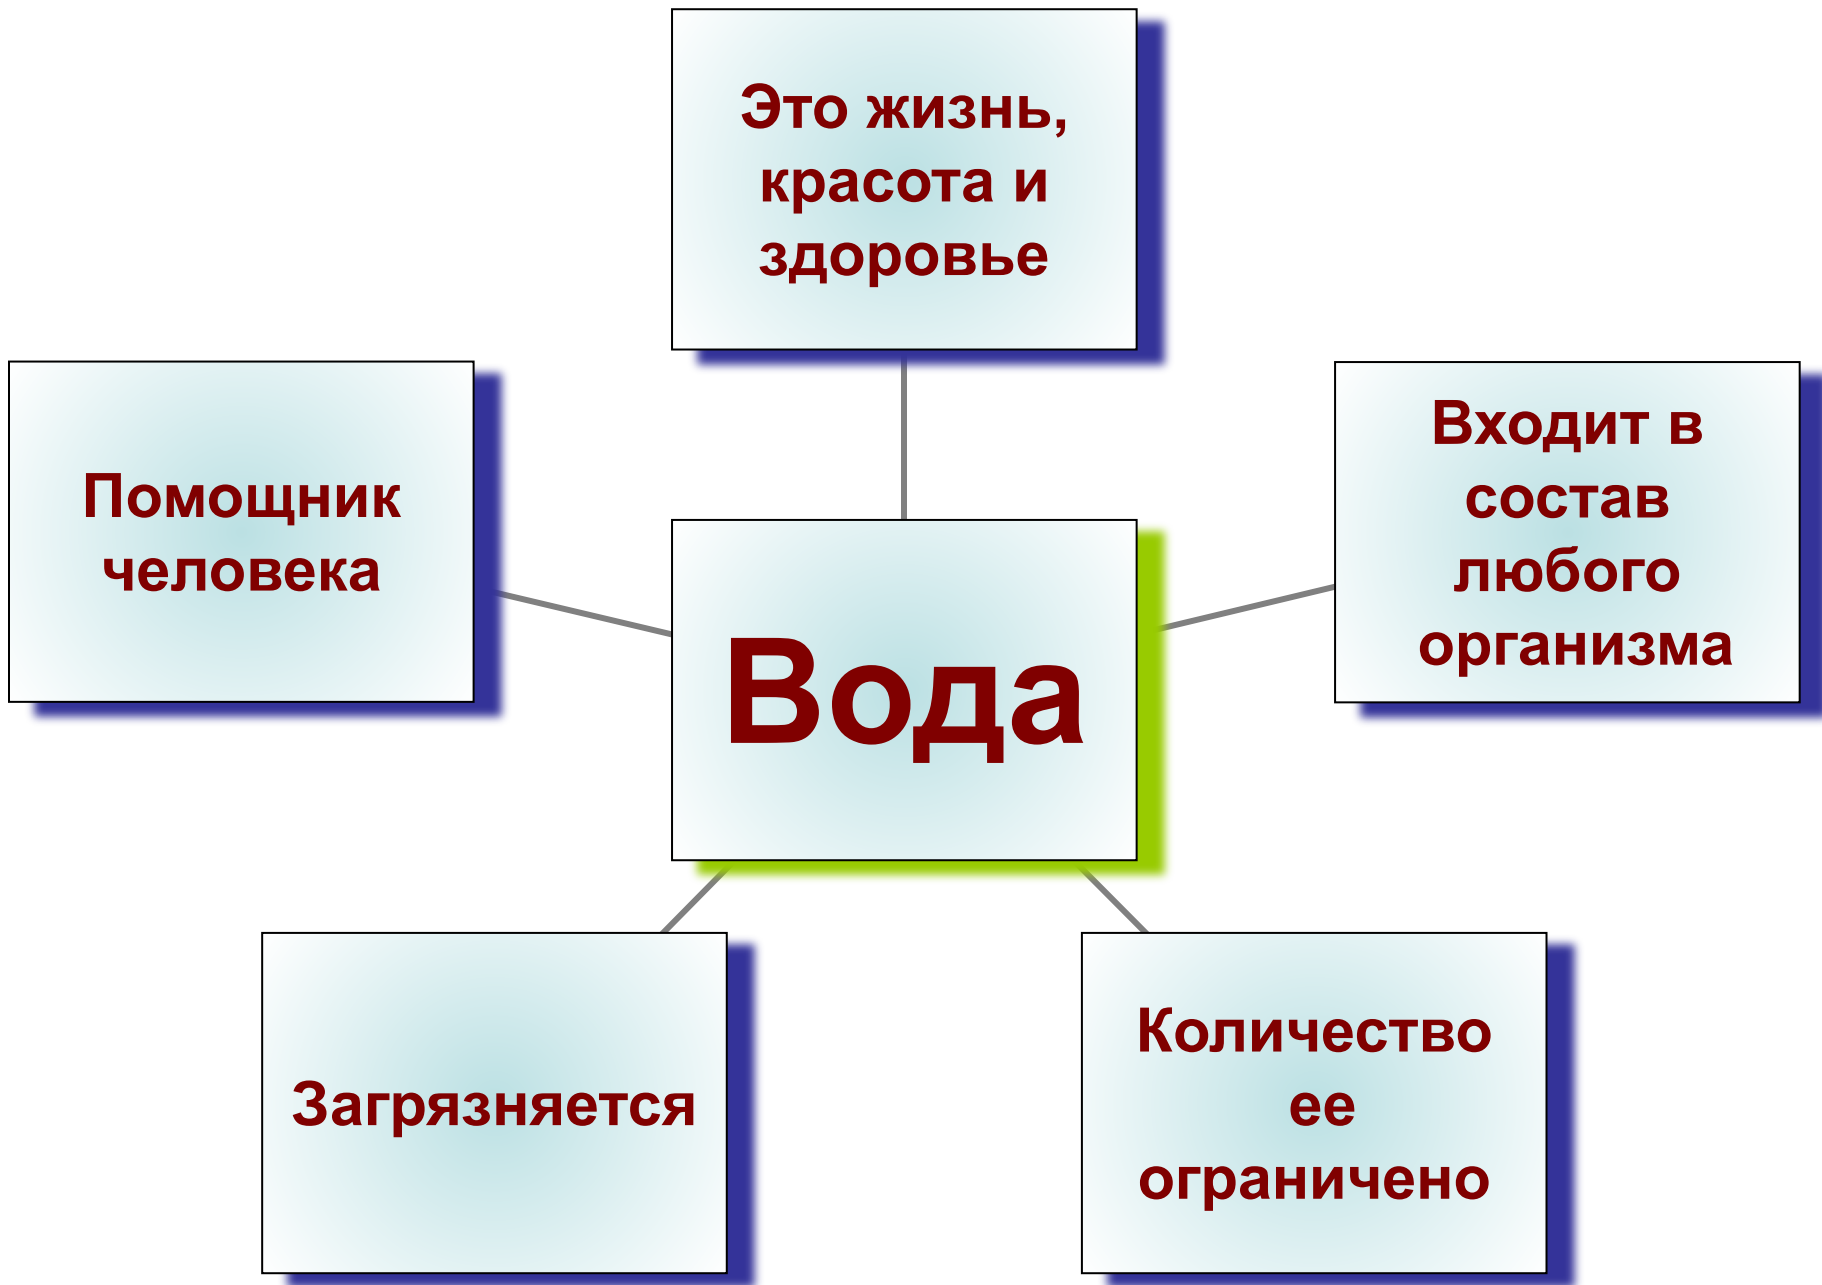 Это жизнь,
красота и
здоровье
Помощник
человека
Входит в
состав
любого
организма
Вода
Загрязняется
Количество
ее
ограничено